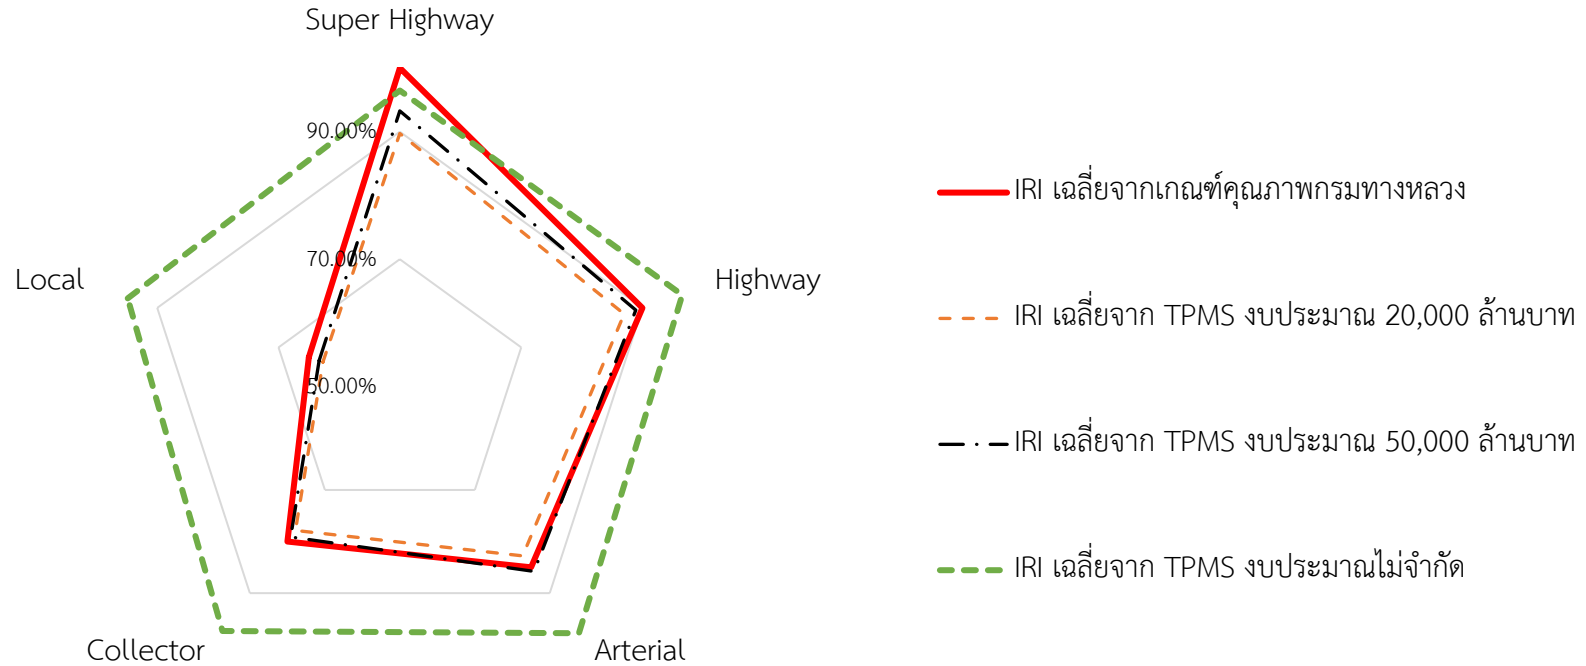 Super Highway
90.00%
70.00%
50.00%
Local
Highway
Collector
Arterial
IRI เฉลี่ยจากเกณฑ์คุณภาพกรมทางหลวง
IRI เฉลี่ยจาก TPMS งบประมาณ 20,000 ล้านบาท
IRI เฉลี่ยจาก TPMS งบประมาณ 50,000 ล้านบาท
IRI เฉลี่ยจาก TPMS งบประมาณไม่จำกัด